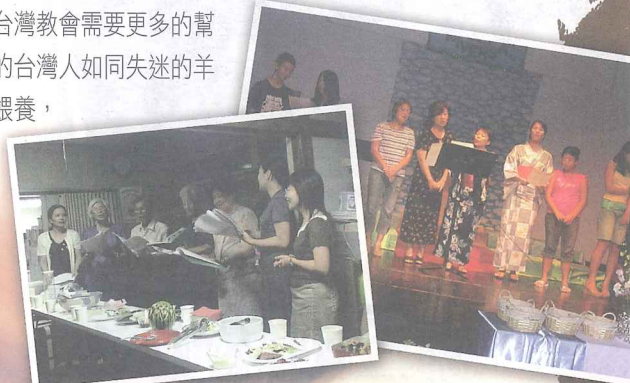 台灣教會需要更多的幫
的台灣人如同失迷的羊
餵養，